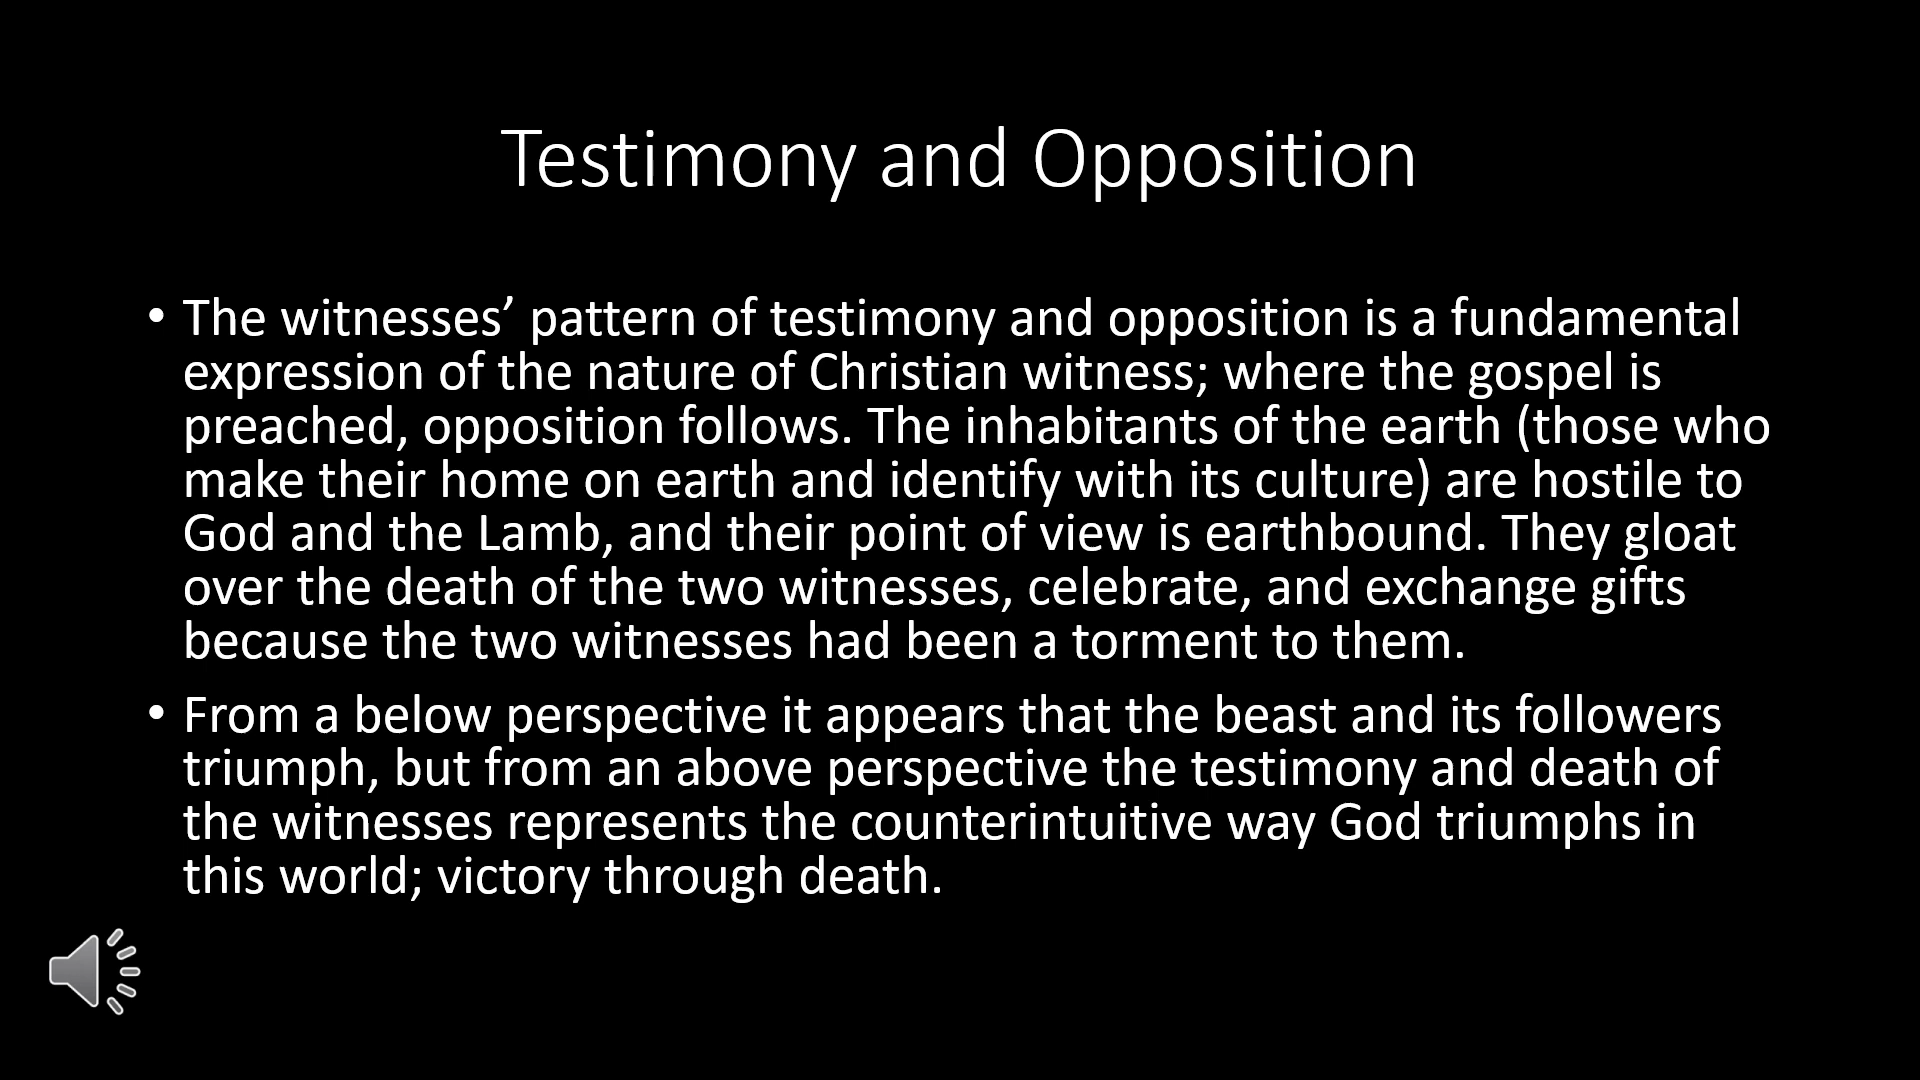 Testimony and Opposition
• The witnesses’ pattern of testimony and opposition is a fundamental
expression of the nature of Christian witness; where the gospel is
preached, opposition follows. The inhabitants of the earth (those who
make their home on earth and identify with its culture) are hostile to
God and the Lamb, and their point of view is earthbound. They gloat
over the death of the two witnesses, celebrate, and exchange gifts
because the two witnesses had been a torment to them.
• From a below perspective it appears that the beast and its followers
triumph, but from an above perspective the testimony and death of
the witnesses represents the counterintuitive way God triumphs in
this world; victory through death.